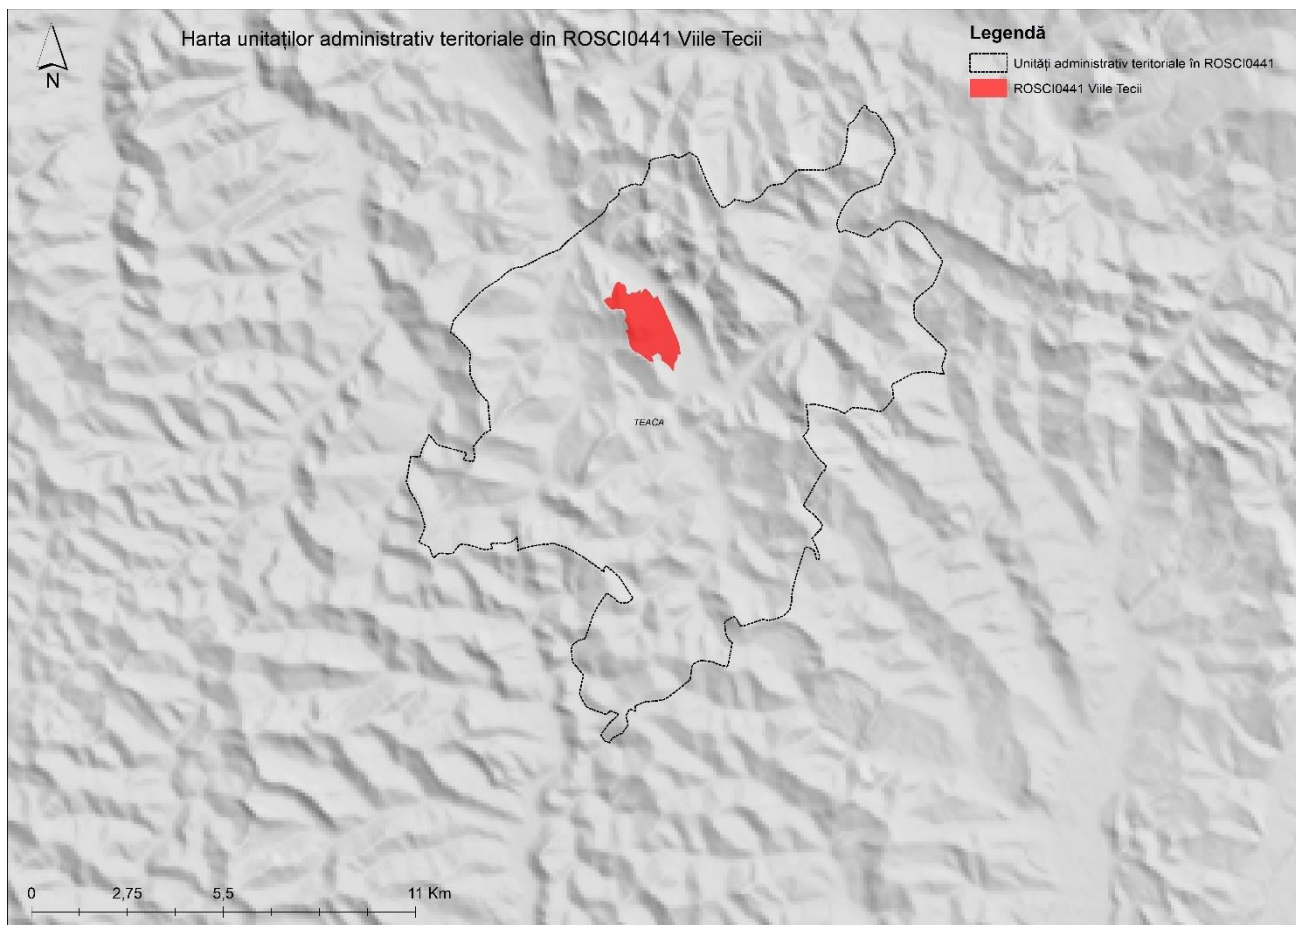 Harta unitaților administrativ teritoriale din ROSCI0441 Viile Tecii
N
Legendă
Unități administrativ teritoriale în ROSCI0441
ROSCI0441 Viile Tecii
TEACA
0 2,75 5,5 11 Km